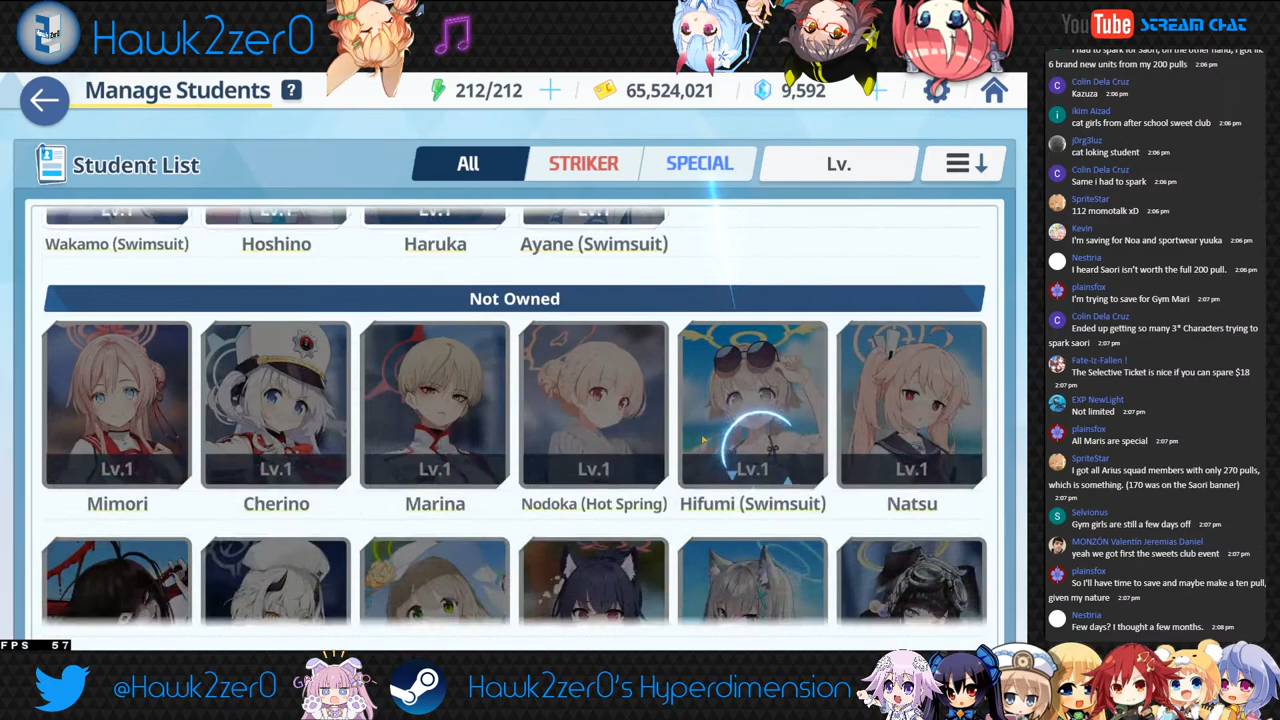 Hawk2zer0
YouTube STREAM CHAT
Manage Students ?
212/212
65,524,021
9,592
Student List
All
STRIKER
SPECIAL
Lv.
Wakamo (Swimsuit)
Hoshino
Haruka
Ayane (Swimsuit)
Not Owned
Lv.1
Lv.1
Lv.1
Lv.1
Lv.1
Lv.1
Mimori
Cherino
Marina
Nodoka (Hot Spring)
Hifumi (Swimsuit)
Natsu
FPS 57
@Hawk2zer0
Hawk2zer0's Hyperdimension
6 brand new units from my 200 pulls 2:06 pm
Colin Dela Cruz
Kazuza 2:06 pm
ikim Aizad
cat girls from after school sweet club 2:06 pm
j0rg3luz
cat loking student 2:06 pm
Colin Dela Cruz
Same i had to spark 2:06 pm
SpriteStar
112 momotalk xD 2:06 pm
Kevin
I'm saving for Noa and sportwear yuuka 2:06 pm
Nestiria
I heard Saori isn't worth the full 200 pull. 2:06 pm
plainsfox
I'm trying to save for Gym Mari 2:07 pm
Colin Dela Cruz
Ended up getting so many 3* Characters trying to
spark saori 2:07 pm
Fate-Iz-Fallen !
The Selective Ticket is nice if you can spare $18
2:07 pm
EXP NewLight
Not limited 2:07 pm
plainsfox
All Maris are special 2:07 pm
SpriteStar
I got all Arius squad members with only 270 pulls,
which is something. (170 was on the Saori banner)
2:07 pm
Selvionus
Gym girls are still a few days off 2:07 pm
MONZÓN Valentín Jeremias Daniel
yeah we got first the sweets club event 2:07 pm
plainsfox
So I'll have time to save and maybe make a ten pull,
given my nature 2:07 pm
Nestiria
Few days? I thought a few months. 2:08 pm